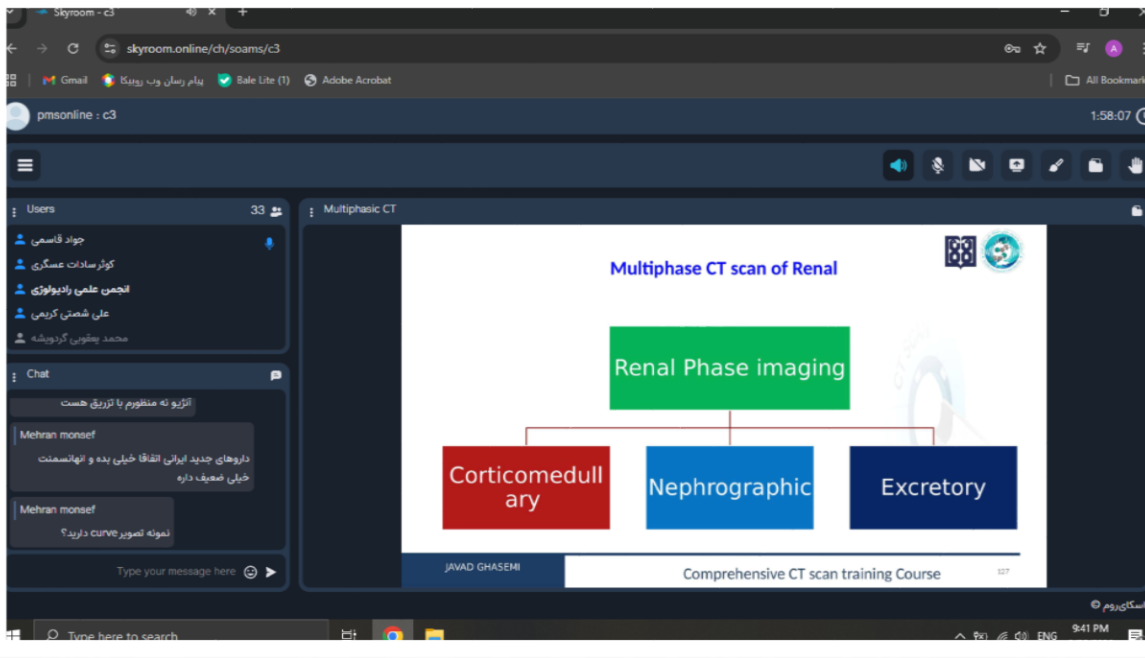 Skyroom - c3
skyroom.online/ch/soams/c3
Gmail
پیام رسان وب روبیکا
Bale Lite (1)
Adobe Acrobat
All Bookmark
pmsonline : c3
1:58:07
Users
33
جواد قاسمی
کوثر سادات عسگری
انجمن علمی رادیولوژی
علی شصتی کریمی
محمد یعقوبی گردویشه
Chat
آنژیو نه منظورم با تزریق هست
Mehran monsef
داروهای جدید ایرانی اتفاقا خیلی بده و انهانسمنت
خیلی ضعیف داره
Mehran monsef
نمونه تصویر curve دارید؟
Type your message here
Multiphasic CT
Multiphase CT scan of Renal
Renal Phase imaging
Corticomedull
ary
Nephrographic
Excretory
JAVAD GHASEMI
Comprehensive CT scan training Course
127
اسکای‌روم ©
Type here to search
ENG
9:41 PM